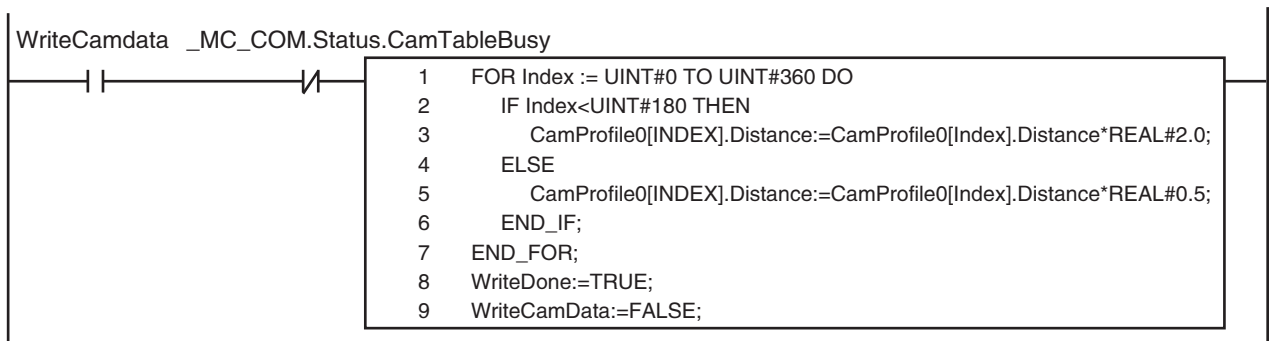 WriteCamdata _MC_COM.Status.CamTableBusy
1 FOR Index := UINT#0 TO UINT#360 DO
2 IF Index<UINT#180 THEN
3 CamProfile0[INDEX].Distance:=CamProfile0[Index].Distance*REAL#2.0;
4 ELSE
5 CamProfile0[INDEX].Distance:=CamProfile0[Index].Distance*REAL#0.5;
6 END_IF;
7 END_FOR;
8 WriteDone:=TRUE;
9 WriteCamData:=FALSE;